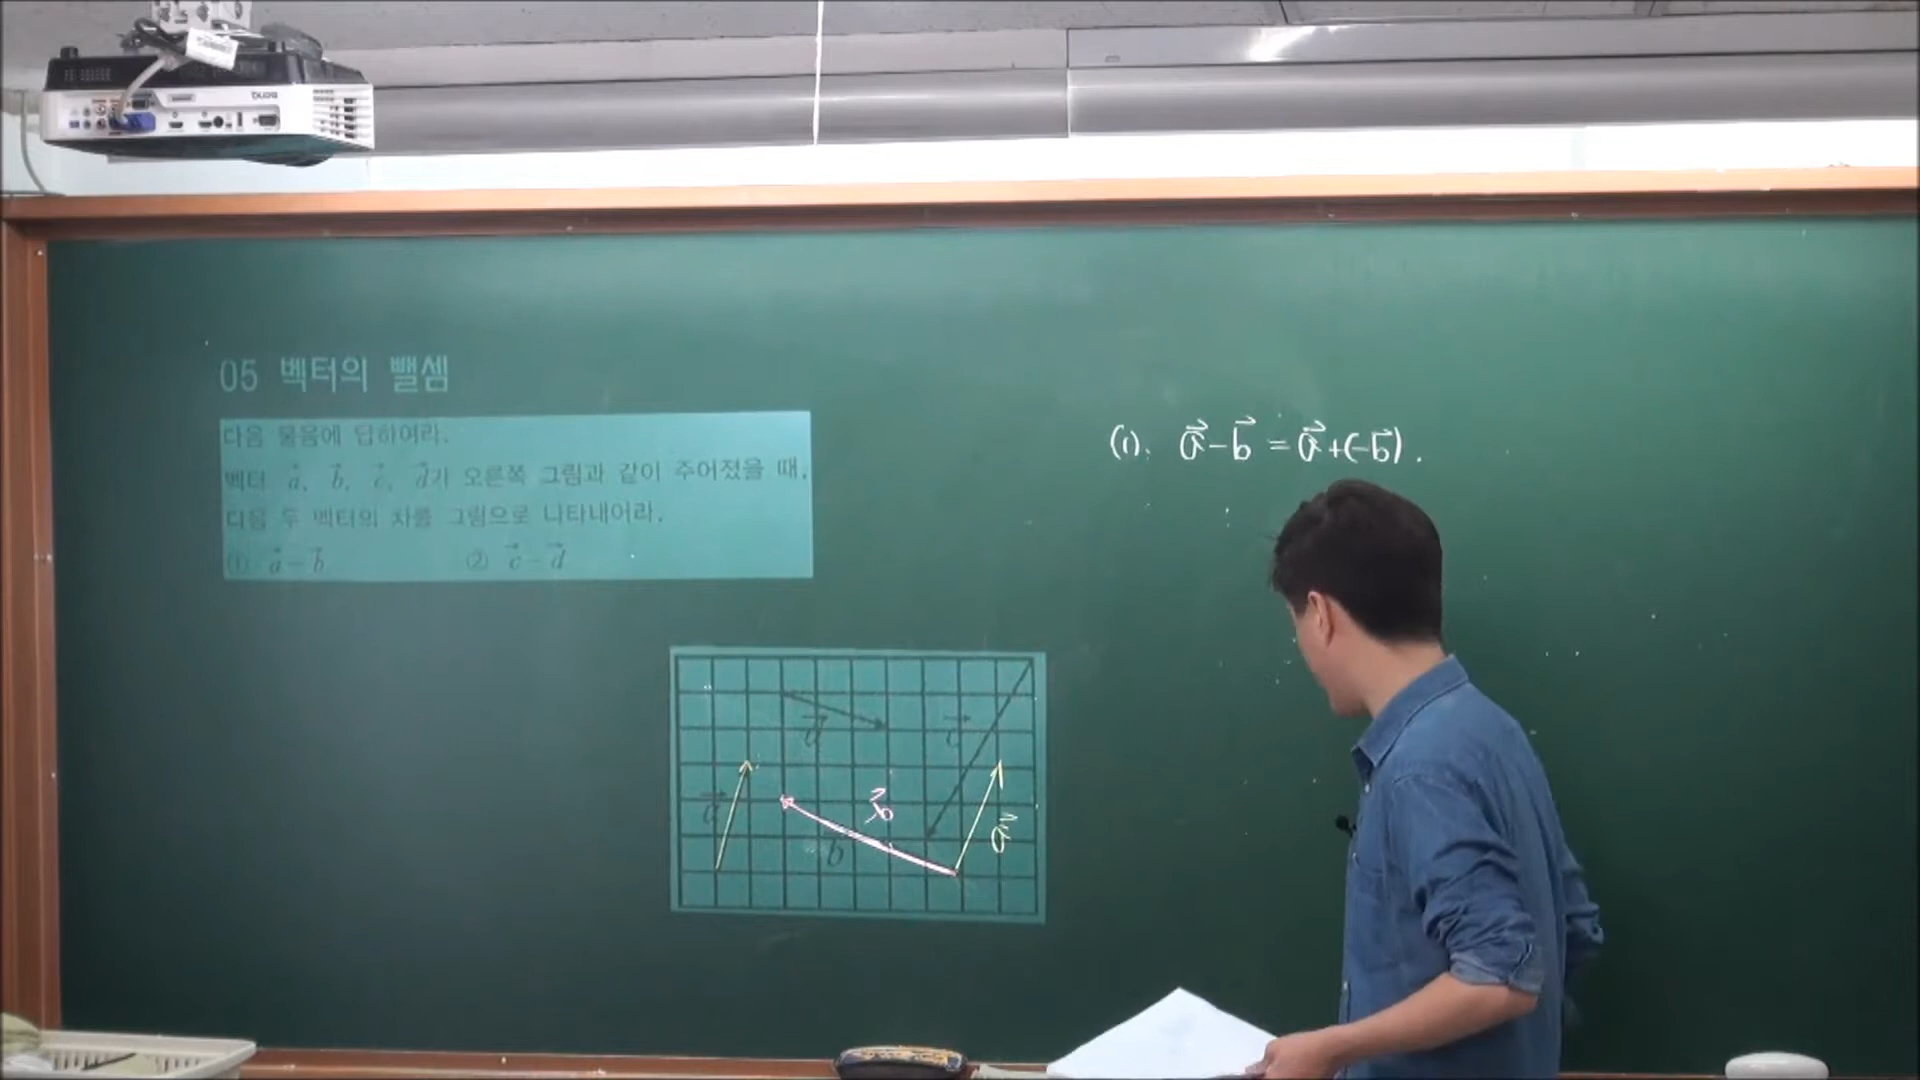 05 벡터의 뺄셈
다음 물음에 답하여라.
벡터 a⃗, b⃗, c⃗, d⃗가 오른쪽 그림과 같이 주어졌을 때,
다음 두 벡터의 차를 그림으로 나타내어라.
(1) a⃗ − b⃗ (2) c⃗ − d⃗
(1). a⃗ − b⃗ = a⃗ + (−b⃗).
d⃗
c⃗
a⃗
b⃗
a⃗
b
BenQ